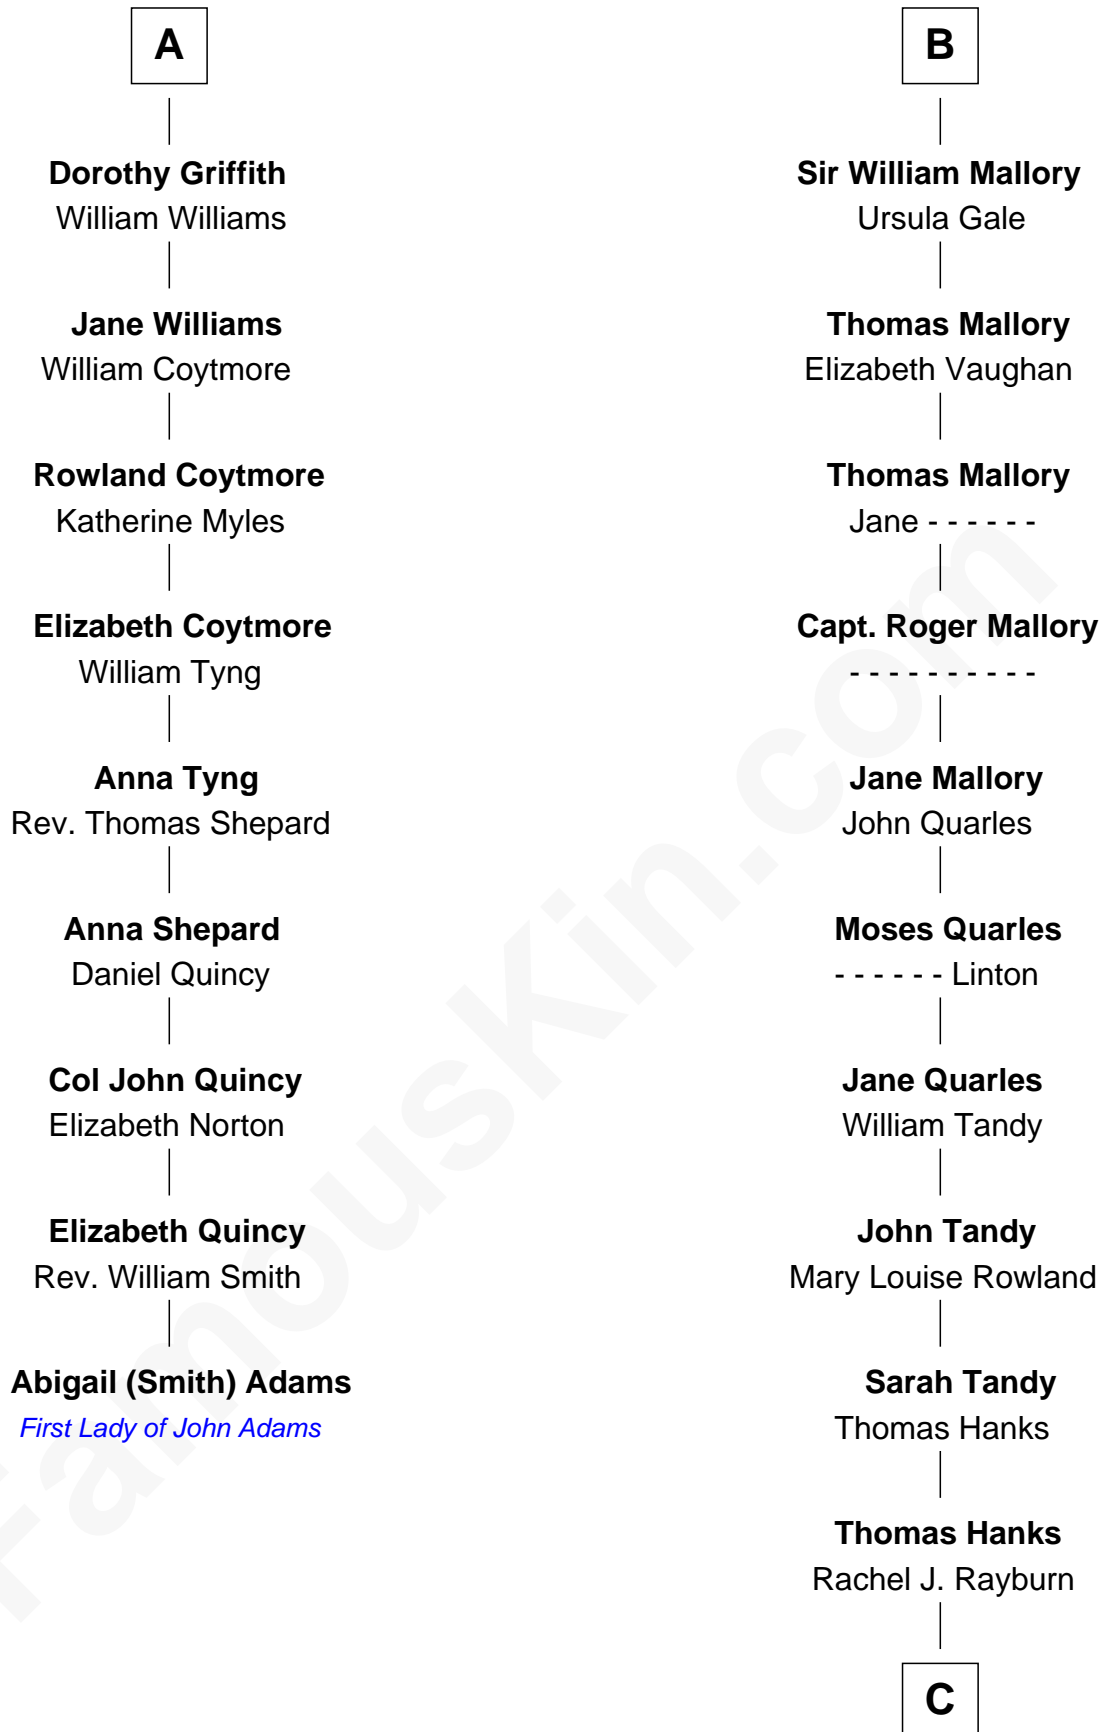 A
Dorothy Griffith
William Williams
Jane Williams
William Coytmore
Rowland Coytmore
Katherine Myles
Elizabeth Coytmore
William Tyng
Anna Tyng
Rev. Thomas Shepard
Anna Shepard
Daniel Quincy
Col John Quincy
Elizabeth Norton
Elizabeth Quincy
Rev. William Smith
Abigail (Smith) Adams
First Lady of John Adams
B
Sir William Mallory
Ursula Gale
Thomas Mallory
Elizabeth Vaughan
Thomas Mallory
Jane - - - - - -
Capt. Roger Mallory
- - - - - - - - - -
Jane Mallory
John Quarles
Moses Quarles
- - - - - - Linton
Jane Quarles
William Tandy
John Tandy
Mary Louise Rowland
Sarah Tandy
Thomas Hanks
Thomas Hanks
Rachel J. Rayburn
C
FamousKin.com